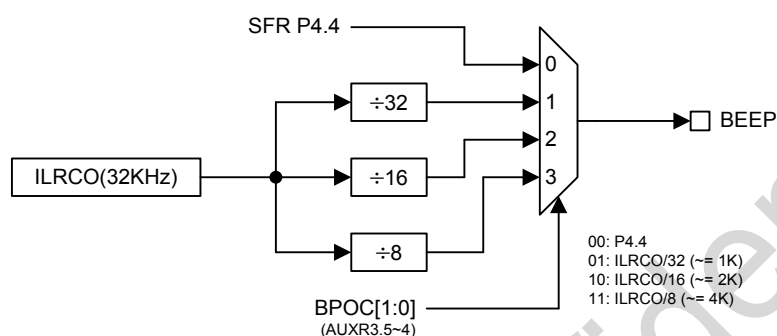 SFR P4.4
0
÷32
1
BEEP
2
ILRCO(32KHz)
÷16
3
÷8
00: P4.4
01: ILRCO/32 (~= 1K)
10: ILRCO/16 (~= 2K)
11: ILRCO/8 (~= 4K)
BPOC[1:0]
(AUXR3.5~4)